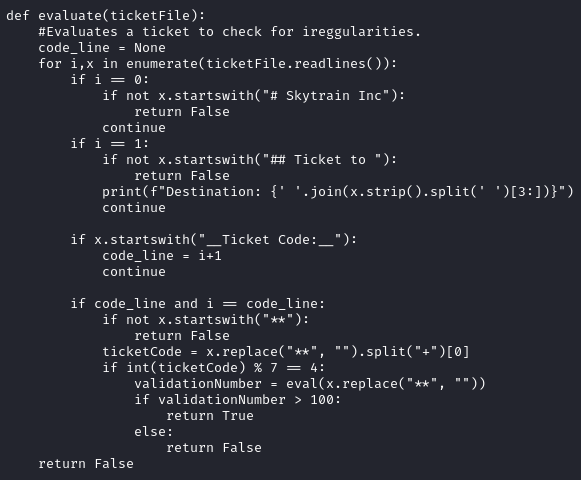 def evaluate(ticketFile):
    #Evaluates a ticket to check for ireggularities.
    code_line = None
    for i,x in enumerate(ticketFile.readlines()):
        if i == 0:
            if not x.startswith("# Skytrain Inc"):
                return False
            continue
        if i == 1:
            if not x.startswith("## Ticket to "):
                return False
            print(f"Destination: {' '.join(x.strip().split(' ')[3:])}")
            continue

        if x.startswith("__Ticket Code:__"):
            code_line = i+1
            continue

        if code_line and i == code_line:
            if not x.startswith("**"):
                return False
            ticketCode = x.replace("**", "").split("+")[0]
            if int(ticketCode) % 7 == 4:
                validationNumber = eval(x.replace("**", ""))
                if validationNumber > 100:
                    return True
                else:
                    return False
    return False